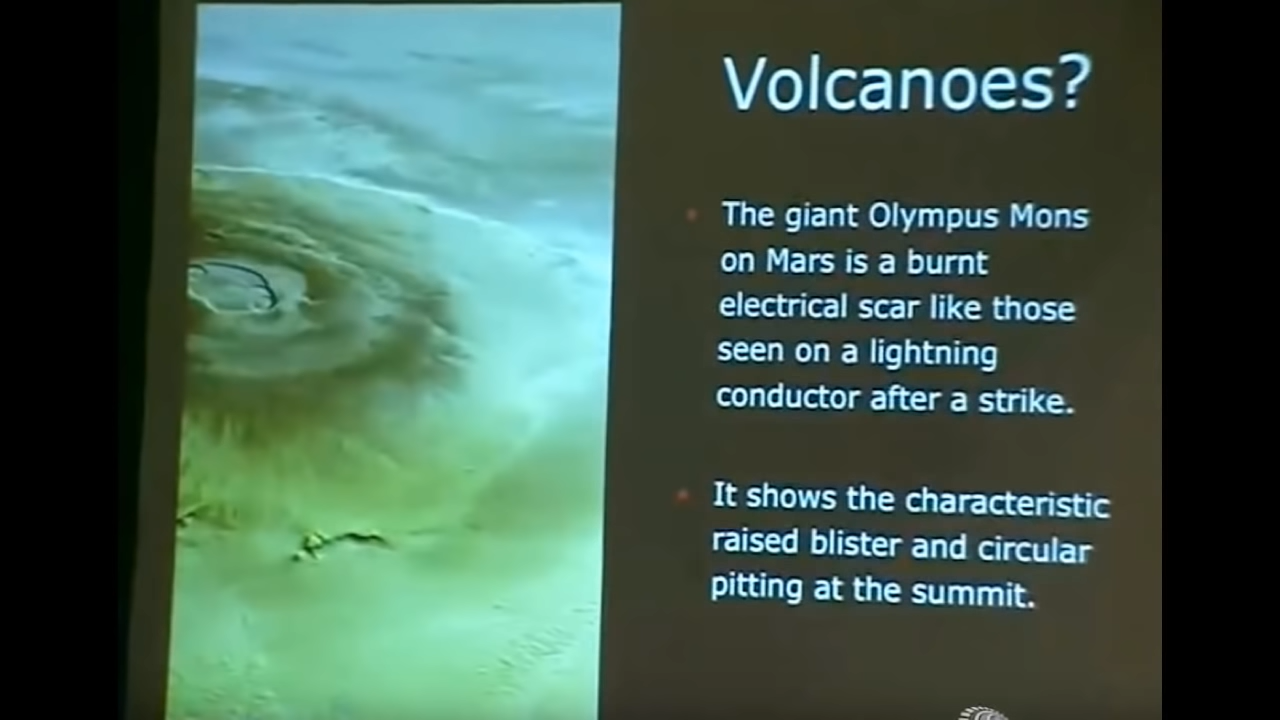 Volcanoes?
The giant Olympus Mons
on Mars is a burnt
electrical scar like those
seen on a lightning
conductor after a strike.
It shows the characteristic
raised blister and circular
pitting at the summit.